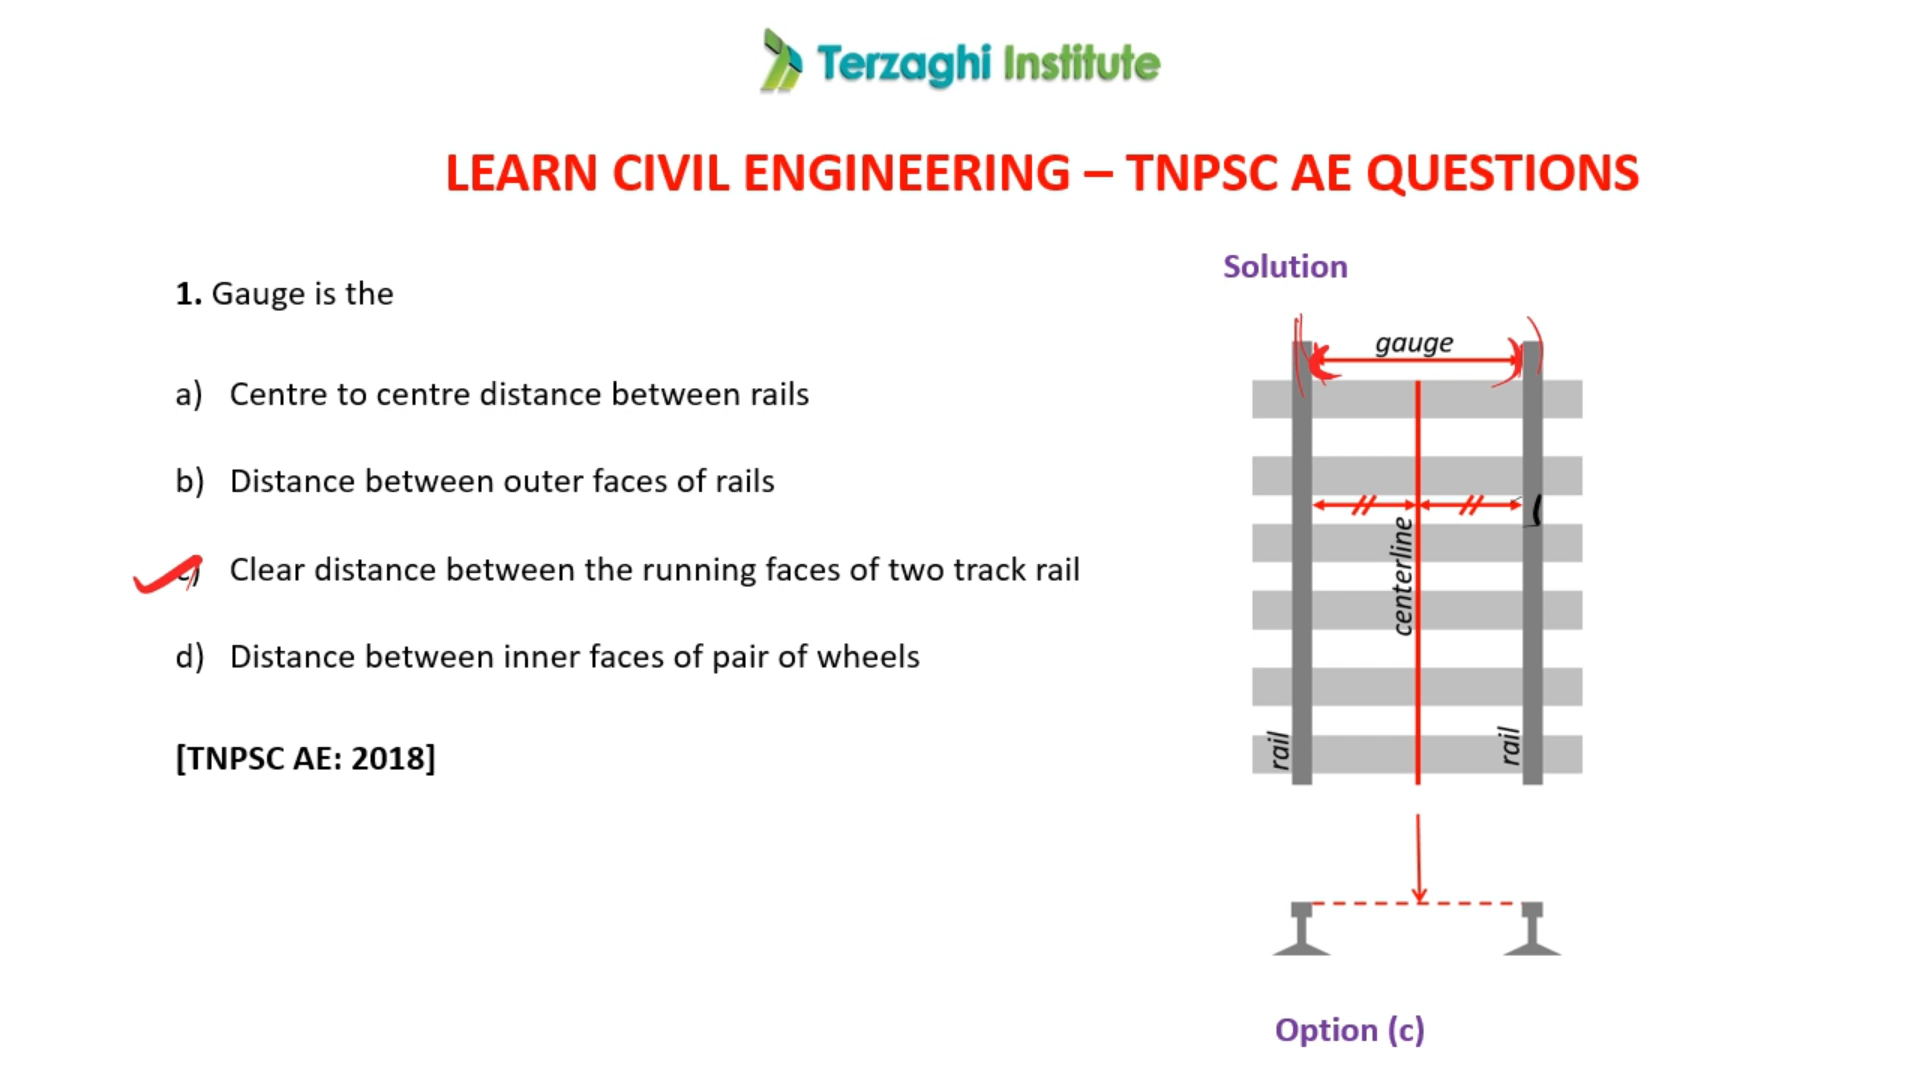 Terzaghi Institute
LEARN CIVIL ENGINEERING – TNPSC AE QUESTIONS
1. Gauge is the
a) Centre to centre distance between rails
b) Distance between outer faces of rails
c) Clear distance between the running faces of two track rail
d) Distance between inner faces of pair of wheels
[TNPSC AE: 2018]
Solution
gauge
centerline
rail
rail
Option (c)